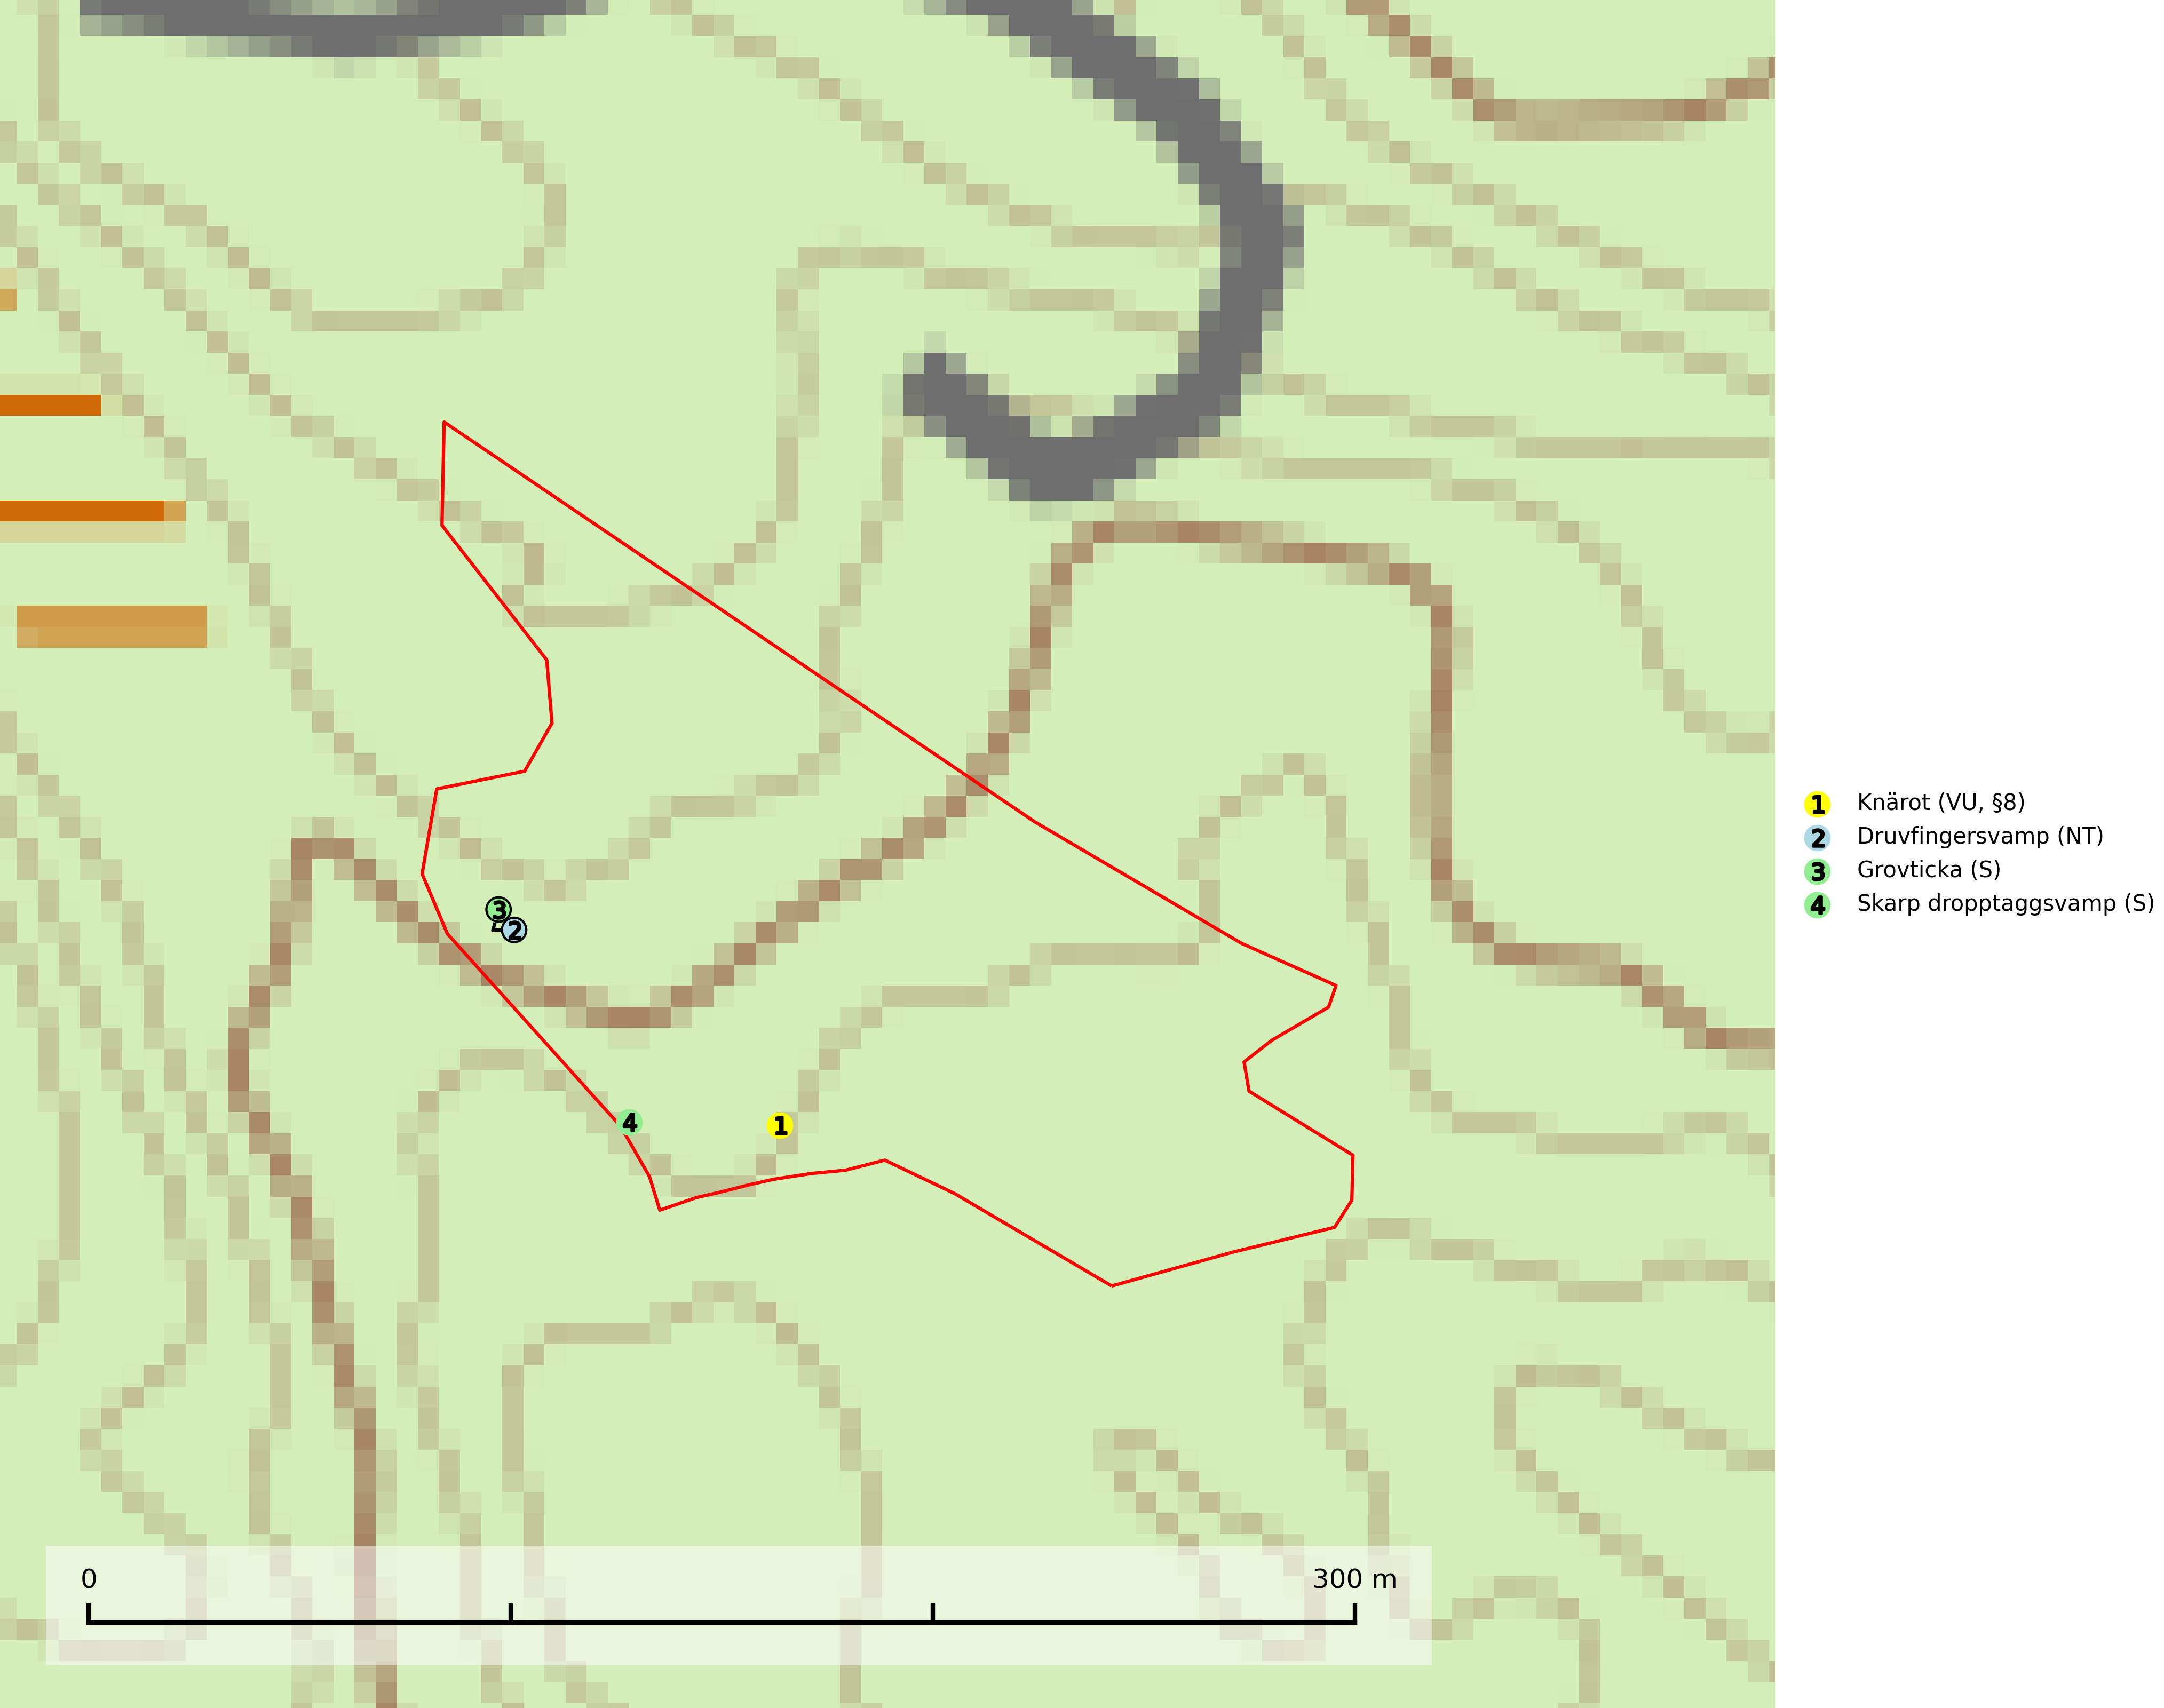 3
2
4
1
1 Knärot (VU, §8)
2 Druvfingersvamp (NT)
3 Grovticka (S)
4 Skarp dropptaggsvamp (S)
0 300 m